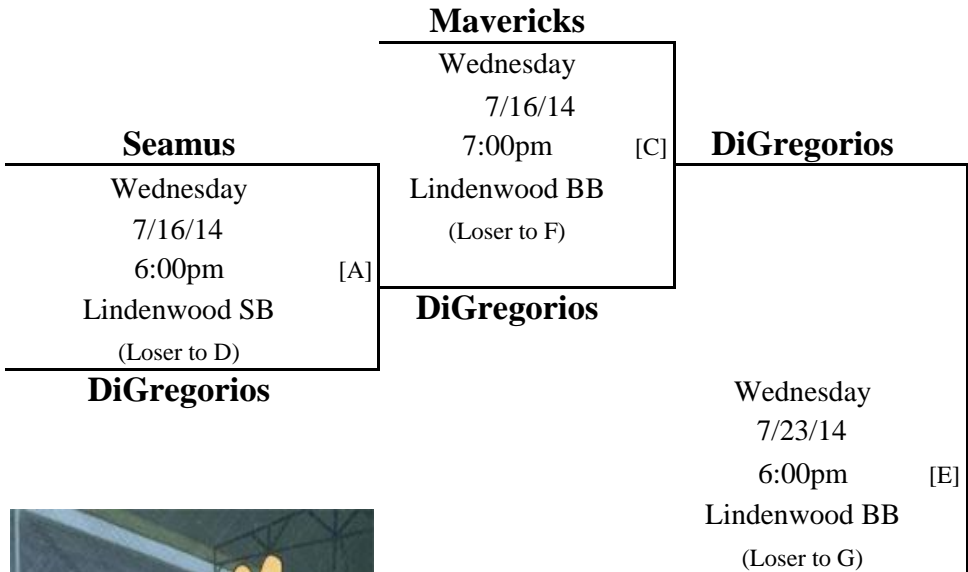 Mavericks
Wednesday
7/16/14
7:00pm [C]
Lindenwood BB
(Loser to F)
DiGregorios
Seamus
Wednesday
7/16/14
6:00pm [A]
Lindenwood SB
(Loser to D)
DiGregorios
DiGregorios
Wednesday
7/23/14
6:00pm [E]
Lindenwood BB
(Loser to G)